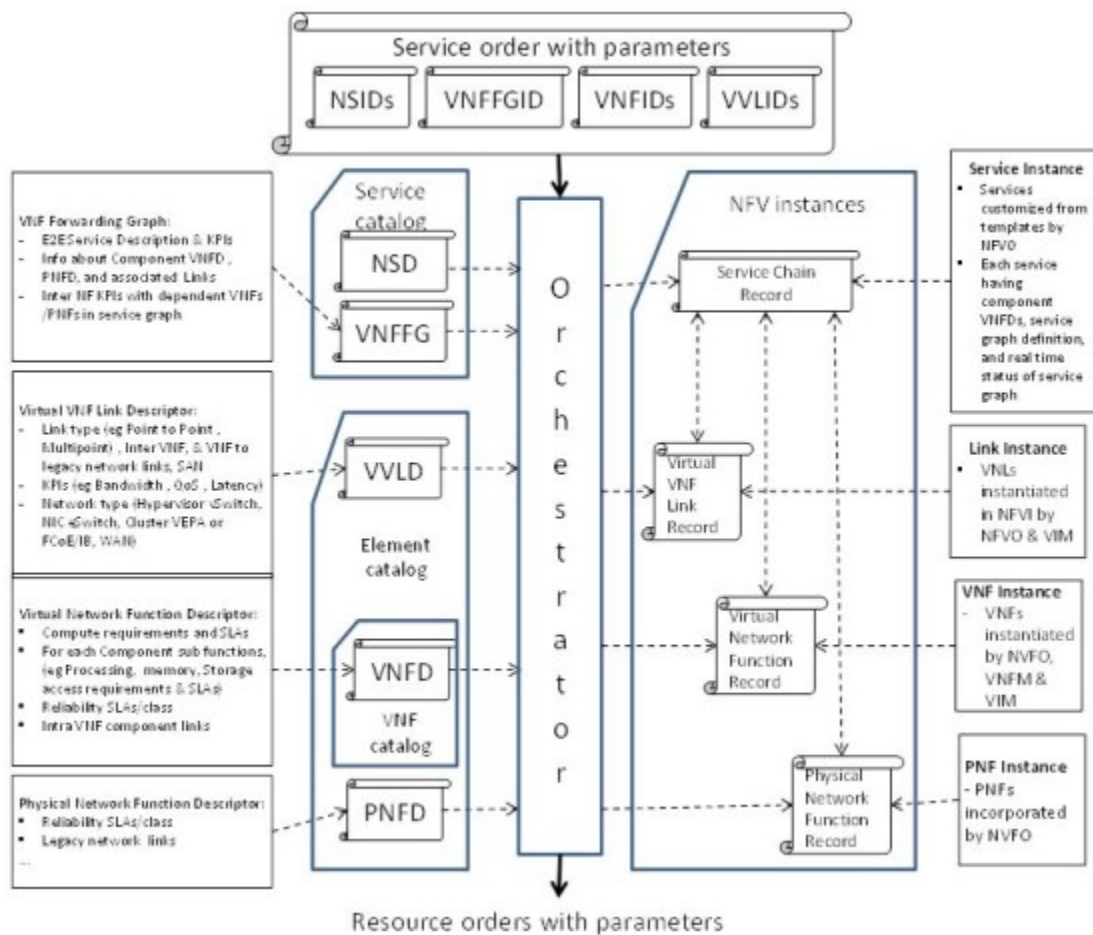 Service order with parameters
NSIDs
VNFFGID
VNFIDs
VVLIDs
VNF Forwarding Graph:
- E2E Service Description & KPIs
- Info about Component VNFD ,
PNFD, and associated Links
- Inter NF KPIs with dependent VNFs
/PNFs in service graph
Virtual VNF Link Descriptor:
- Link type (eg Point to Point ,
Multipoint) , Inter VNF, & VNF to
legacy network links, SAN
- KPIs (eg Bandwidth , QoS , Latency)
- Network type (Hypervisor vSwitch,
NIC eSwitch, Cluster VEPA or
FCoE/IB, WAN)
Virtual Network Function Descriptor:
▪ Compute requirements and SLAs
▪ For each Component sub functions,
(eg Processing, memory, Storage
access requirements & SLAs)
▪ Reliability SLAs/class
▪ Intra VNF component links
Physical Network Function Descriptor:
▪ Reliability SLAs/class
▪ Legacy network links
...
Service
catalog
NSD
VNFFG
VVLD
Element
catalog
VNFD
VNF
catalog
PNFD
Orchestrator
NFV instances
Service Chain
Record
Virtual
VNF
Link
Record
Virtual
Network
Function
Record
Physical
Network
Function
Record
Service Instance
▪ Services
customized from
templates by
NFVO
▪ Each service
having
component
VNFDs, service
graph definition,
and real time
status of service
graph
Link Instance
▪ VNLs
instantiated
in NFVI by
NFVO & VIM
VNF Instance
- VNFs
instantiated
by NVFO,
VNFM &
VIM
PNF Instance
- PNFs
incorporated
by NVFO
Resource orders with parameters